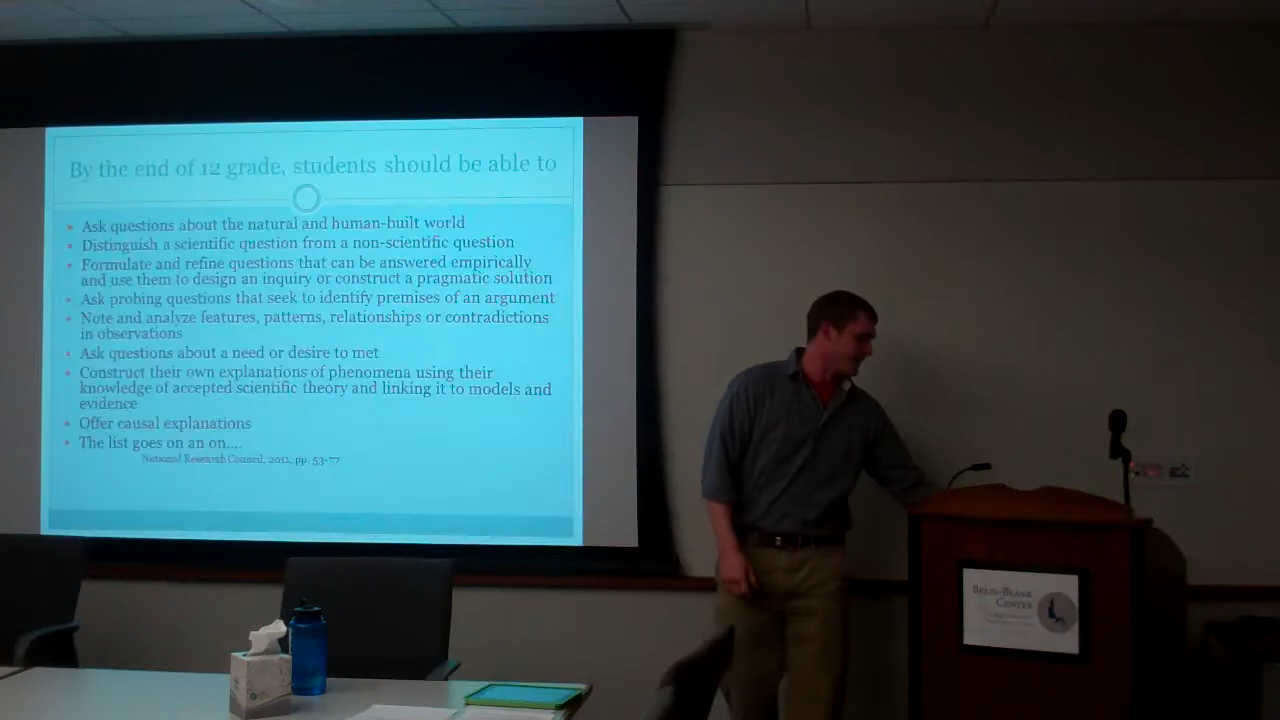 By the end of 12 grade, students should be able to
Ask questions about the natural and human-built world
Distinguish a scientific question from a non-scientific question
Formulate and refine questions that can be answered empirically
and use them to design an inquiry or construct a pragmatic solution
Ask probing questions that seek to identify premises of an argument
Note and analyze features, patterns, relationships or contradictions
in observations
Ask questions about a need or desire to met
Construct their own explanations of phenomena using their
knowledge of accepted scientific theory and linking it to models and
evidence
Offer causal explanations
The list goes on an on....
National Research Council, 2011, pp. 53-77
BELIN-BLANK
CENTER